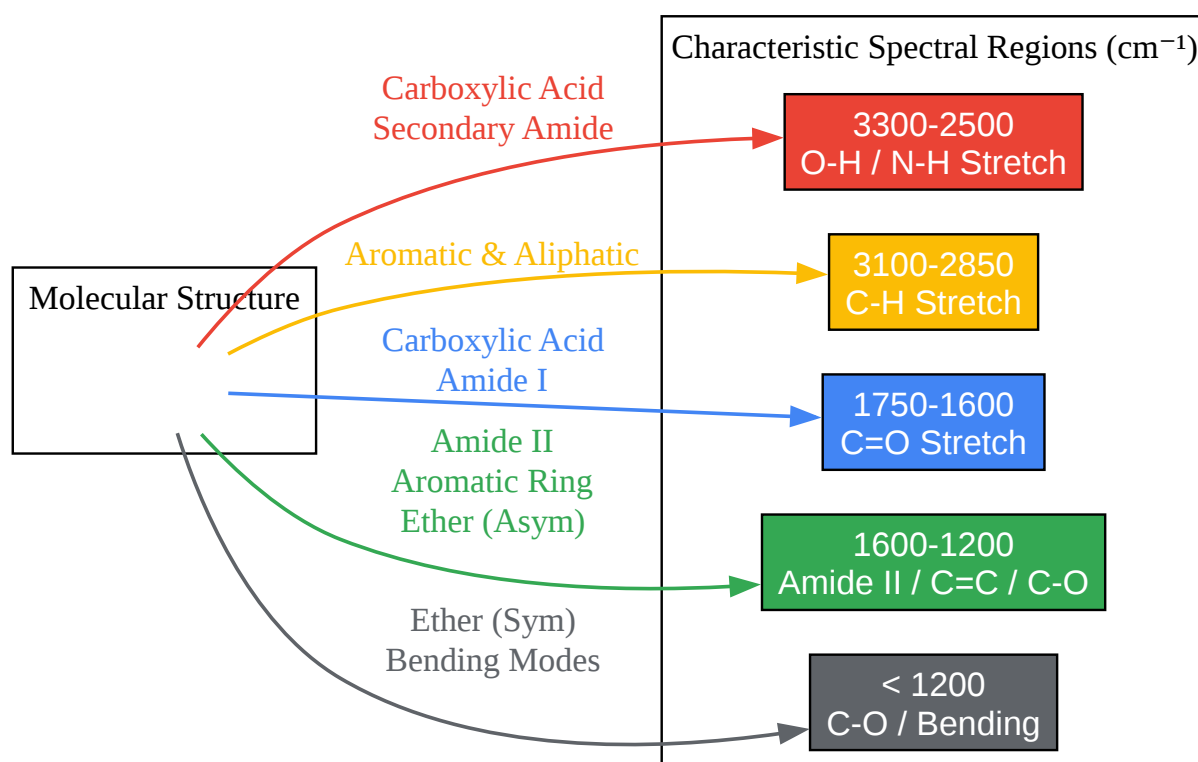 Characteristic Spectral Regions (cm⁻¹)
Carboxylic Acid
Secondary Amide
3300-2500
O-H / N-H Stretch
Aromatic & Aliphatic
3100-2850
C-H Stretch
Molecular Structure
Carboxylic Acid
Amide I
1750-1600
C=O Stretch
Amide II
Aromatic Ring
Ether (Asym)
1600-1200
Amide II / C=C / C-O
Ether (Sym)
Bending Modes
< 1200
C-O / Bending